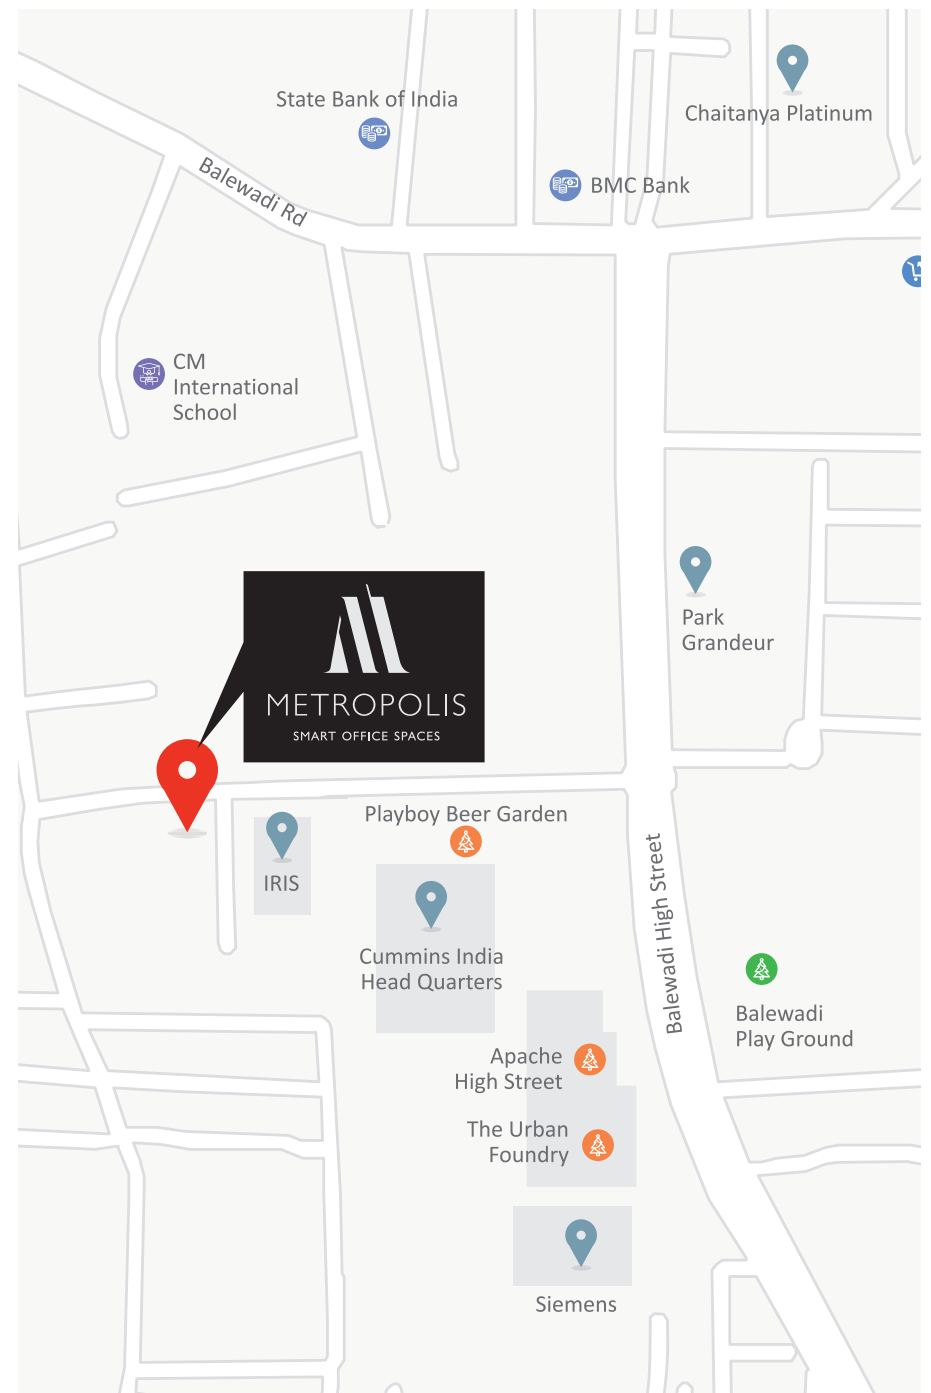 State Bank of India
Chaitanya Platinum
BMC Bank
Balewadi Rd
CM
International
School
Park
Grandeur
METROPOLIS
SMART OFFICE SPACES
Playboy Beer Garden
IRIS
Balewadi High Street
Cummins India
Head Quarters
Balewadi
Play Ground
Apache
High Street
The Urban
Foundry
Siemens